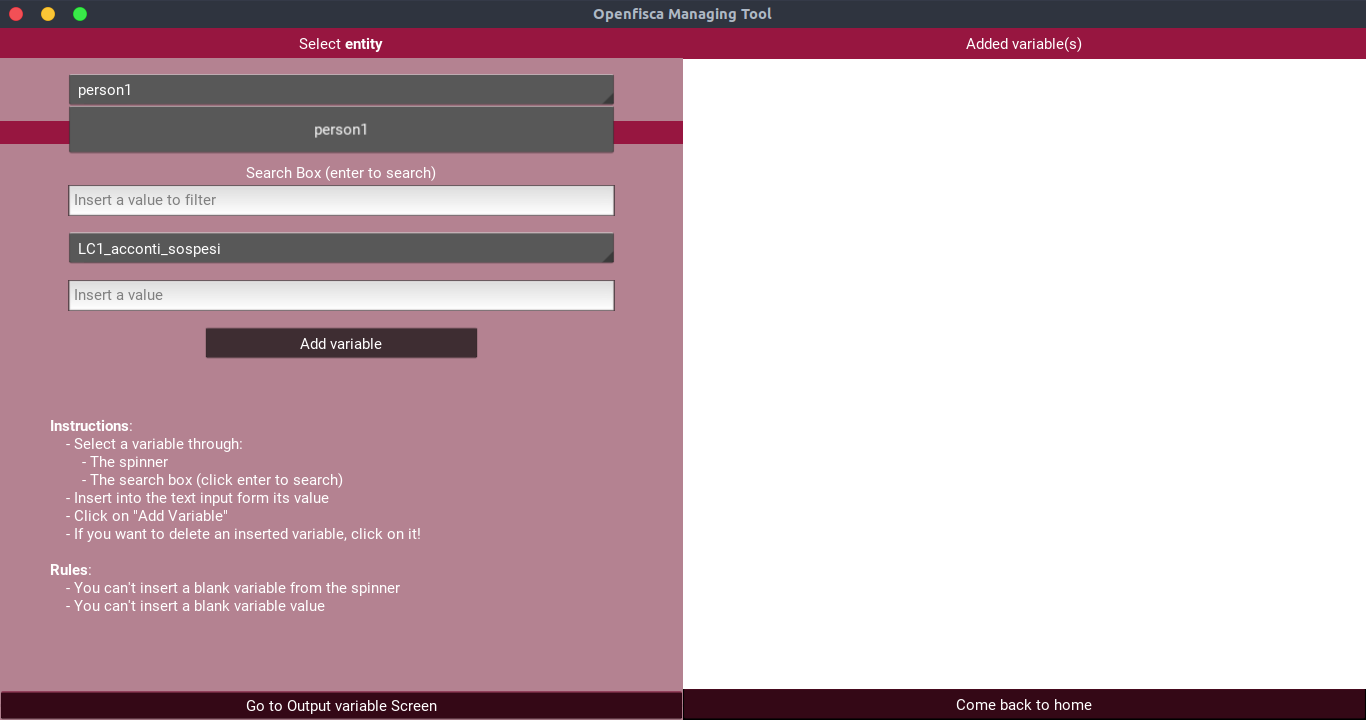 Openfisca Managing Tool
Select entity
Added variable(s)
person1
person1
Search Box (enter to search)
Insert a value to filter
LC1_acconti_sospesi
Insert a value
Add variable
Instructions:
- Select a variable through:
- The spinner
- The search box (click enter to search)
- Insert into the text input form its value
- Click on "Add Variable"
- If you want to delete an inserted variable, click on it!
Rules:
- You can't insert a blank variable from the spinner
- You can't insert a blank variable value
Go to Output variable Screen
Come back to home